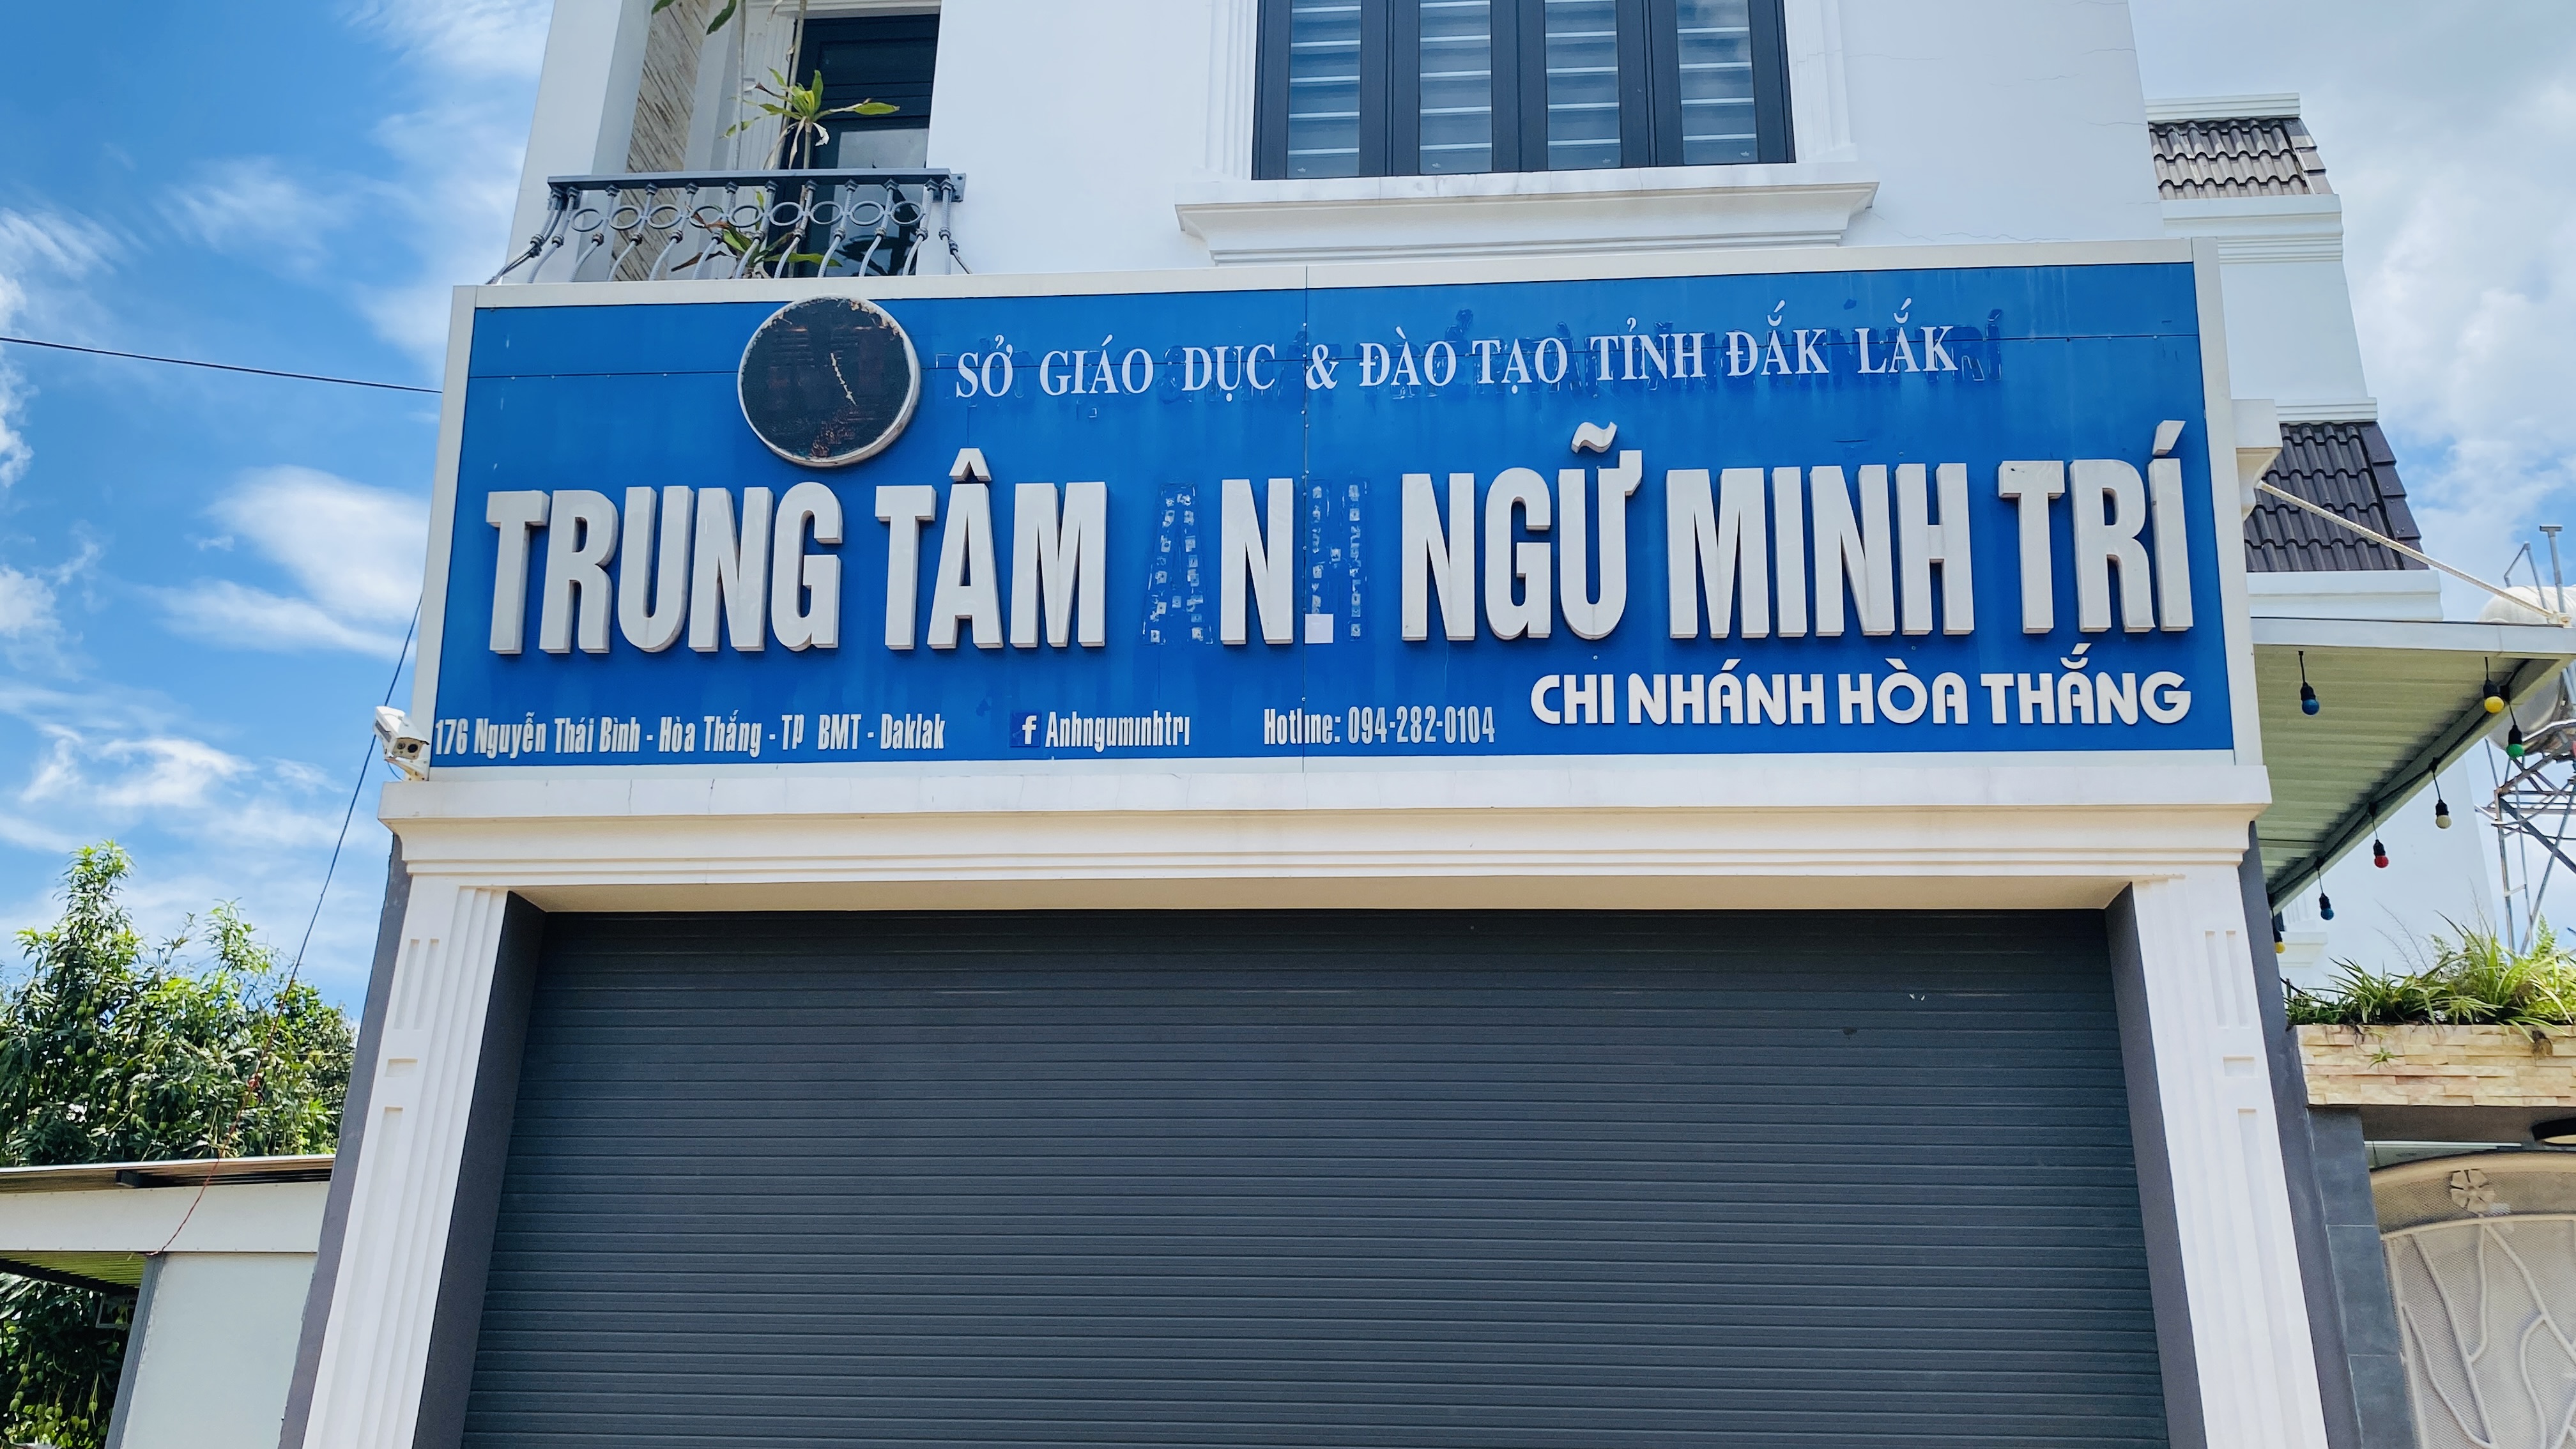 SỞ GIÁO DỤC & ĐÀO TẠO TỈNH ĐẮK LẮK
TRUNG TÂM ANH NGỮ MINH TRÍ
CHI NHÁNH HÒA THẮNG
176 Nguyễn Thái Bình - Hòa Thắng - TP BMT - Daklak
f Anhnguminhtri
Hotline: 094-282-0104